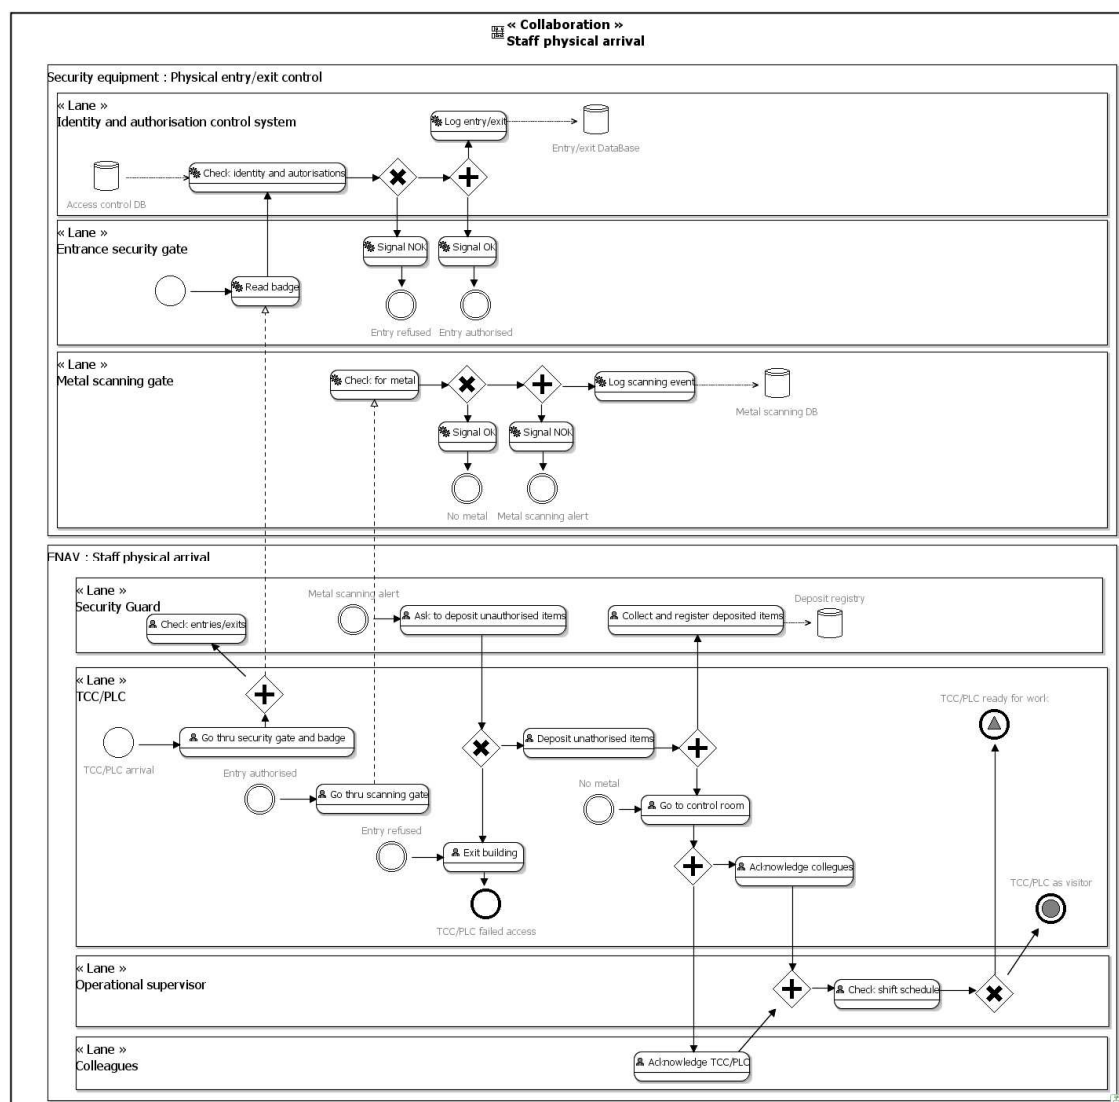 « Collaboration »
Staff physical arrival
Security equipment : Physical entry/exit control
« Lane »
Identity and authorisation control system
Log entry/exit
Entry/exit DataBase
Check identity and autorisations
Access control DB
« Lane »
Entrance security gate
Signal NOK
Signal OK
Read badge
Entry refused
Entry authorised
« Lane »
Metal scanning gate
Check for metal
Log scanning event
Metal scanning DB
Signal OK
Signal NOK
No metal
Metal scanning alert
ENAV : Staff physical arrival
« Lane »
Security Guard
Metal scanning alert
Deposit registry
Check entries/exits
Ask to deposit unauthorised items
Collect and register deposited items
« Lane »
TCC/PLC
TCC/PLC ready for work
Go thru security gate and badge
Deposit unathorised items
TCC/PLC arrival
Entry authorised
No metal
Go thru scanning gate
Go to control room
Entry refused
Exit building
Acknowledge collegues
TCC/PLC as visitor
TCC/PLC failed access
« Lane »
Operational supervisor
Check shift schedule
« Lane »
Colleagues
Acknowledge TCC/PLC